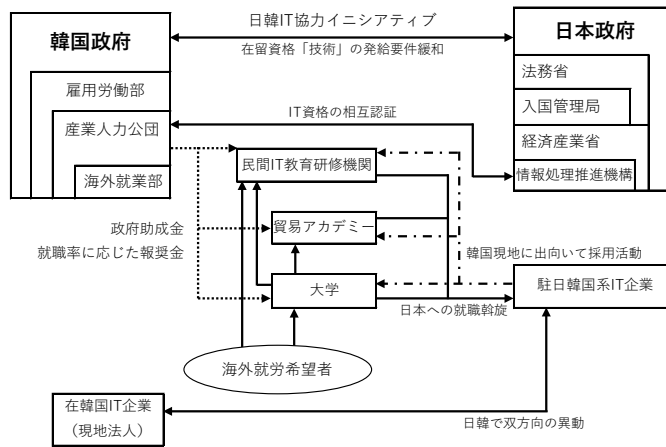 日韓IT協力イニシアティブ
韓国政府
日本政府
在留資格「技術」の発給要件緩和
雇用労働部
産業人力公団
海外就業部
法務省
入国管理局
経済産業省
情報処理推進機構
IT資格の相互認証
民間IT教育研修機関
政府助成金
就職率に応じた報奨金
貿易アカデミー
韓国現地に出向いて採用活動
大学
駐日韓国系IT企業
日本への就職斡旋
海外就労希望者
在韓国IT企業
（現地法人）
日韓で双方向の異動